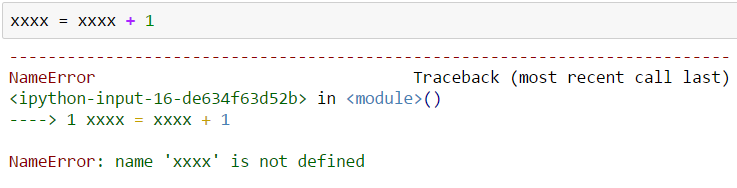 xxxx = xxxx + 1
---------------------------------------------------------------------------
NameError                                 Traceback (most recent call last)
<ipython-input-16-de634f63d52b> in <module>()
----> 1 xxxx = xxxx + 1

NameError: name 'xxxx' is not defined